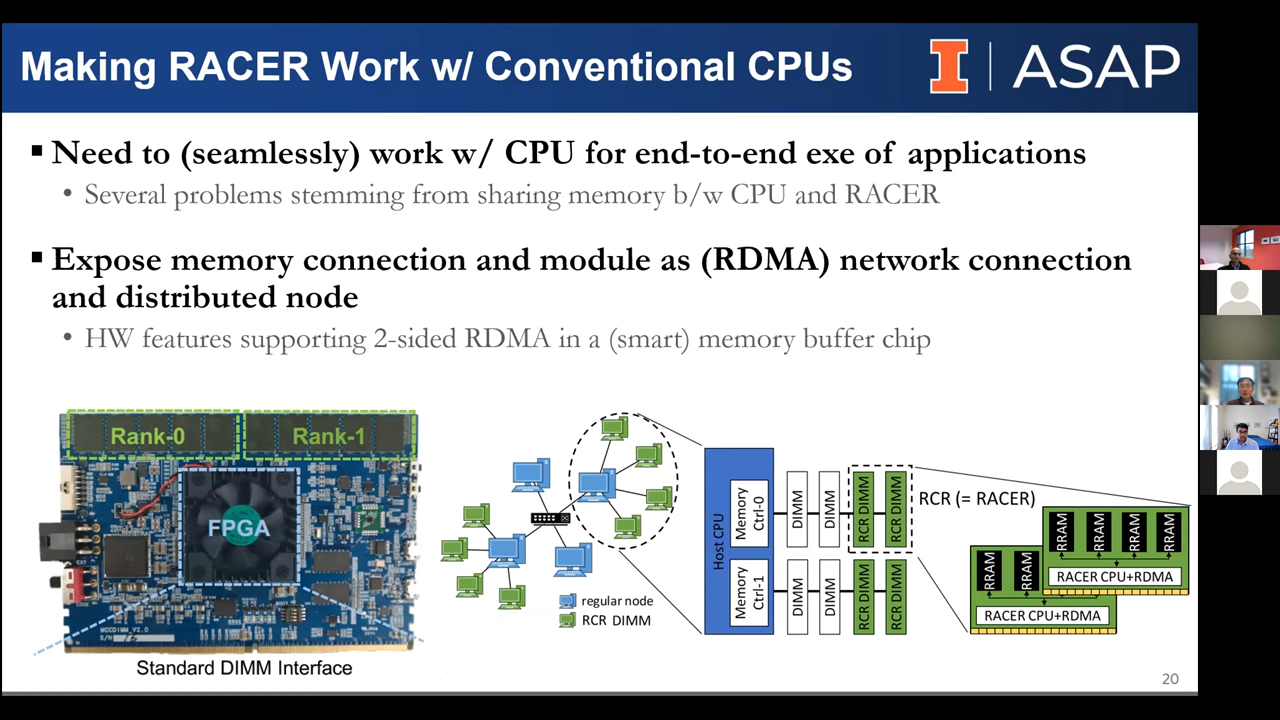 Making RACER Work w/ Conventional CPUs
I ASAP
▪ Need to (seamlessly) work w/ CPU for end-to-end exe of applications
• Several problems stemming from sharing memory b/w CPU and RACER
▪ Expose memory connection and module as (RDMA) network connection
and distributed node
• HW features supporting 2-sided RDMA in a (smart) memory buffer chip
Rank-0
Rank-1
FPGA
MCCDIMM_V2.0
S/N
Standard DIMM Interface
regular node
RCR DIMM
Host CPU
Memory
Ctrl-0
Memory
Ctrl-1
DIMM
DIMM
RCR DIMM
RCR DIMM
DIMM
DIMM
RCR DIMM
RCR DIMM
RCR (= RACER)
RRAM
RRAM
RRAM
RRAM
RACER CPU+RDMA
RRAM
RRAM
RACER CPU+RDMA
20